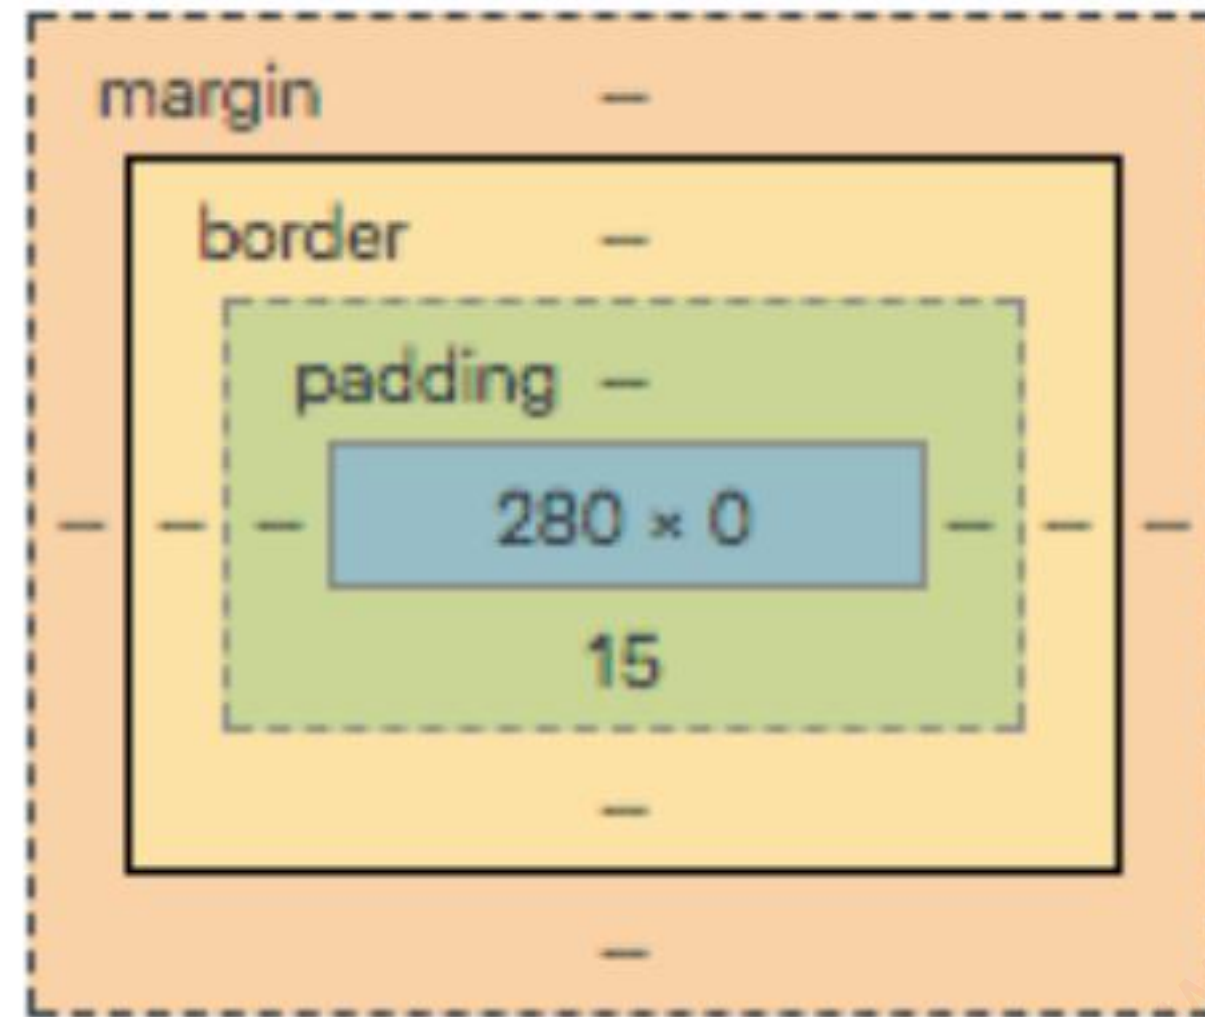 margin –
border –
padding –
– – – 280 × 0 – – –
15
–
–